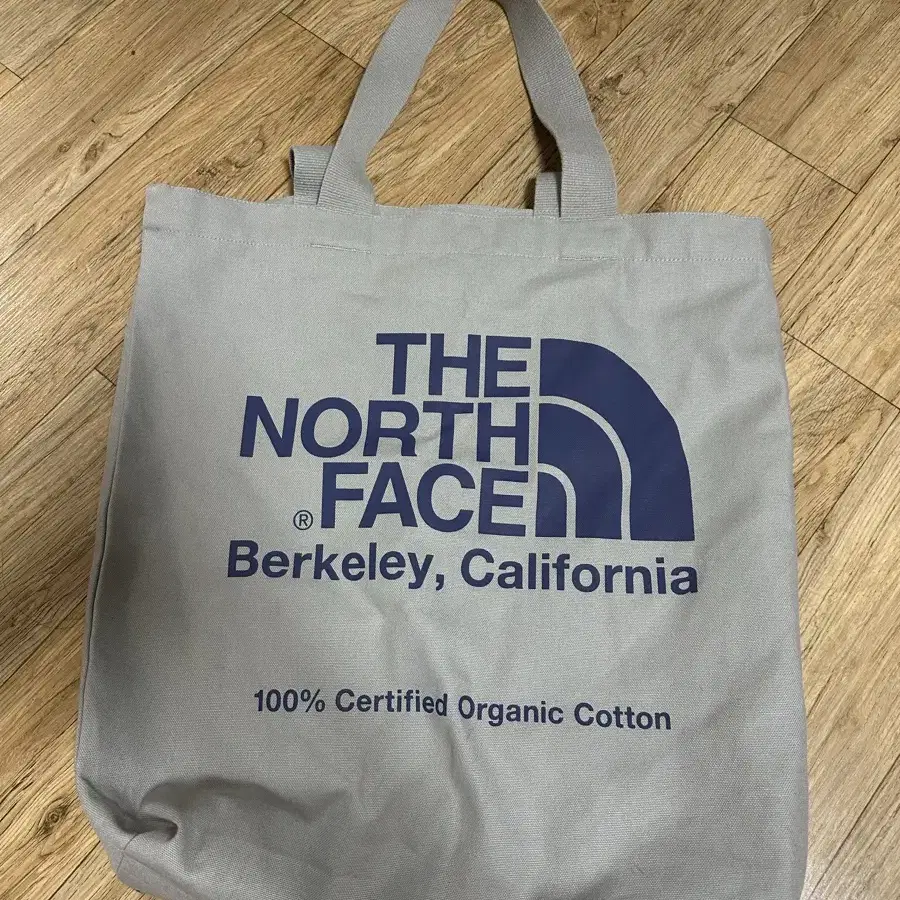 THE
NORTH
® FACE
Berkeley, California
100% Certified Organic Cotton